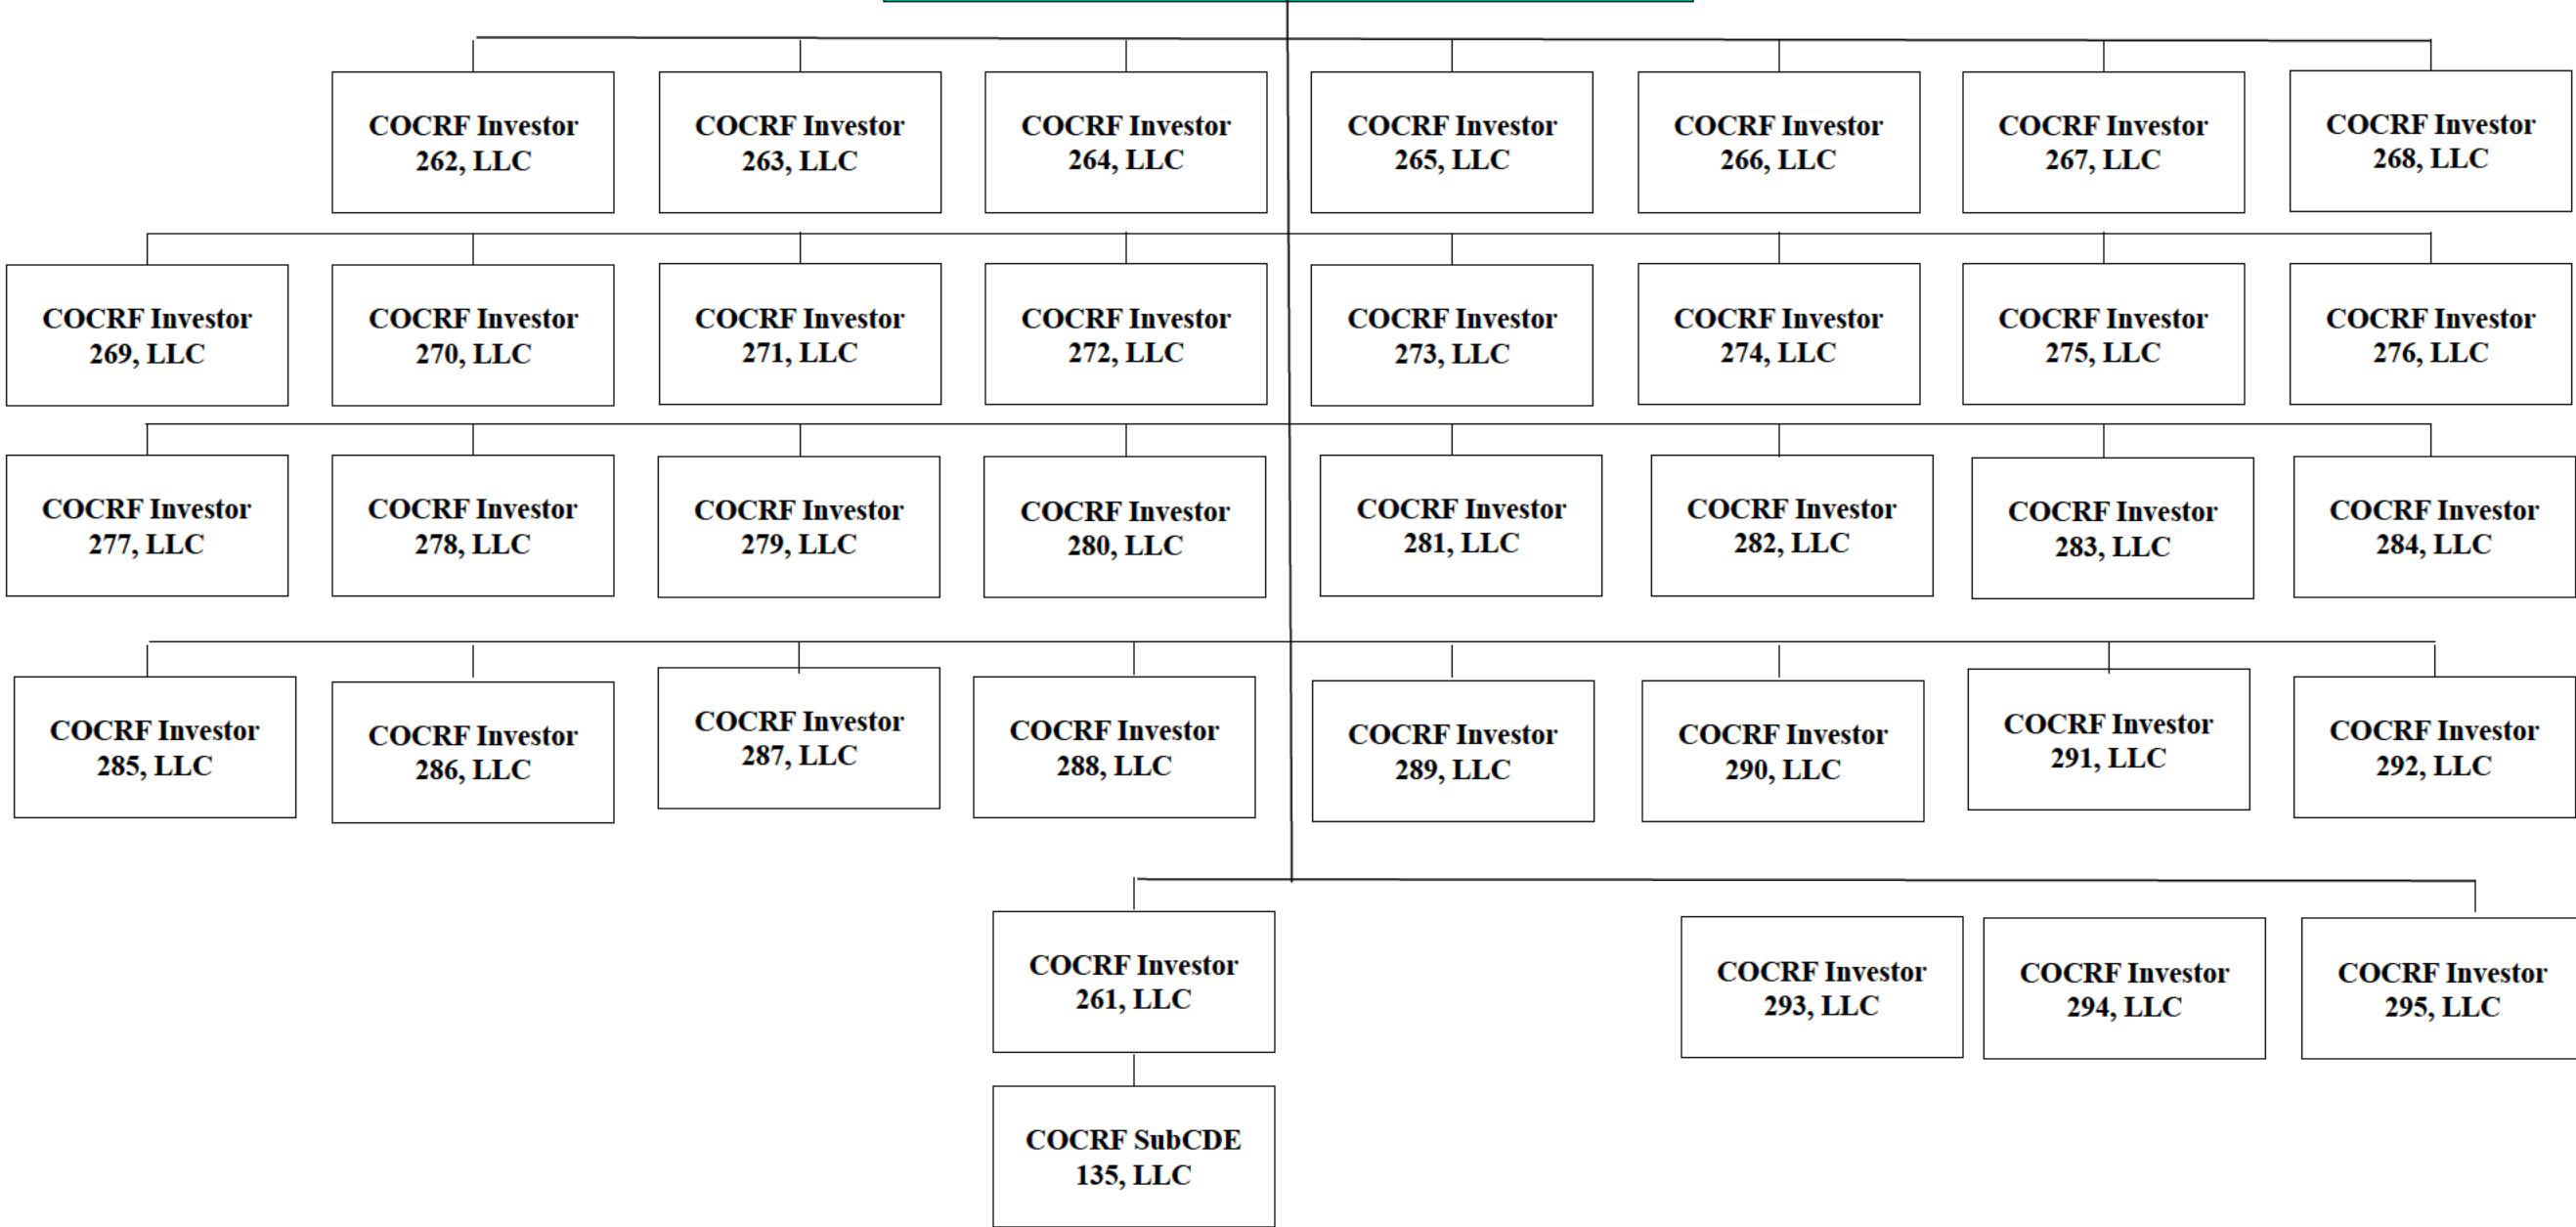 COCRF Investor
262, LLC
COCRF Investor
263, LLC
COCRF Investor
264, LLC
COCRF Investor
265, LLC
COCRF Investor
266, LLC
COCRF Investor
267, LLC
COCRF Investor
268, LLC
COCRF Investor
269, LLC
COCRF Investor
270, LLC
COCRF Investor
271, LLC
COCRF Investor
272, LLC
COCRF Investor
273, LLC
COCRF Investor
274, LLC
COCRF Investor
275, LLC
COCRF Investor
276, LLC
COCRF Investor
277, LLC
COCRF Investor
278, LLC
COCRF Investor
279, LLC
COCRF Investor
280, LLC
COCRF Investor
281, LLC
COCRF Investor
282, LLC
COCRF Investor
283, LLC
COCRF Investor
284, LLC
COCRF Investor
285, LLC
COCRF Investor
286, LLC
COCRF Investor
287, LLC
COCRF Investor
288, LLC
COCRF Investor
289, LLC
COCRF Investor
290, LLC
COCRF Investor
291, LLC
COCRF Investor
292, LLC
COCRF Investor
261, LLC
COCRF Investor
293, LLC
COCRF Investor
294, LLC
COCRF Investor
295, LLC
COCRF SubCDE
135, LLC